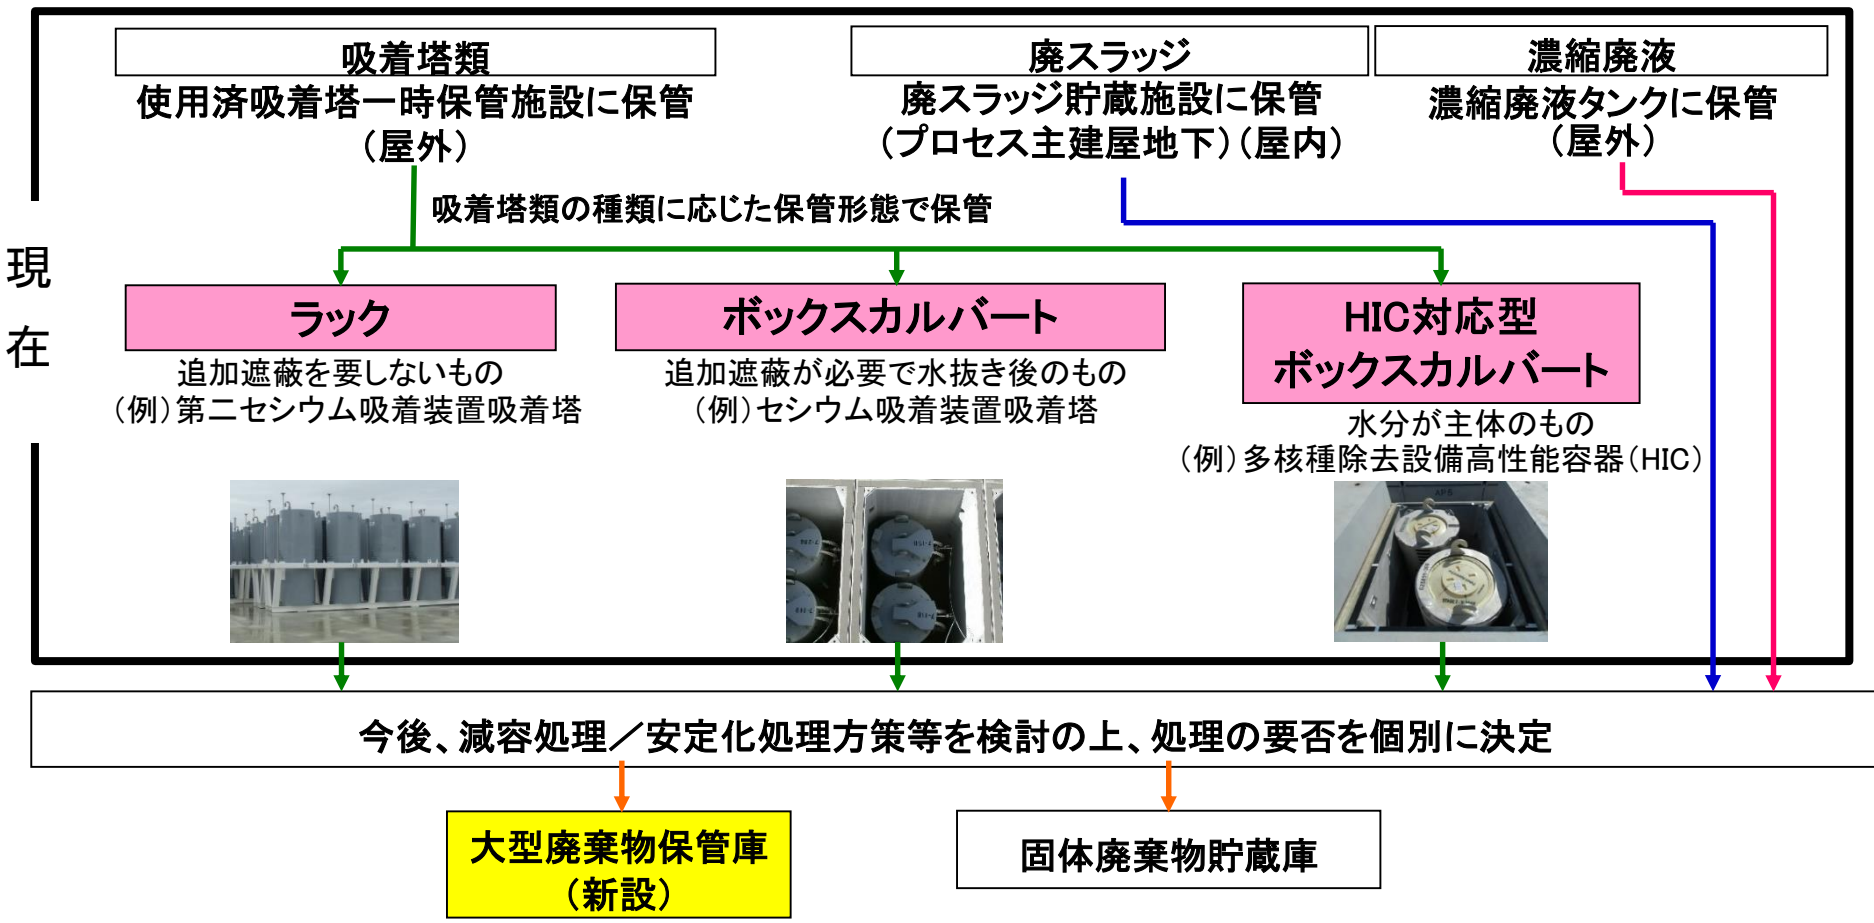 吸着塔類
使用済吸着塔一時保管施設に保管
（屋外）
廃スラッジ
廃スラッジ貯蔵施設に保管
（プロセス主建屋地下）（屋内）
濃縮廃液
濃縮廃液タンクに保管
（屋外）
吸着塔類の種類に応じた保管形態で保管
現
在
ラック
追加遮蔽を要しないもの
（例）第二セシウム吸着装置吸着塔
ボックスカルバート
追加遮蔽が必要で水抜き後のもの
（例）セシウム吸着装置吸着塔
HIC対応型
ボックスカルバート
水分が主体のもの
（例）多核種除去設備高性能容器（HIC）
今後、減容処理／安定化処理方策等を検討の上、処理の要否を個別に決定
大型廃棄物保管庫
（新設）
固体廃棄物貯蔵庫